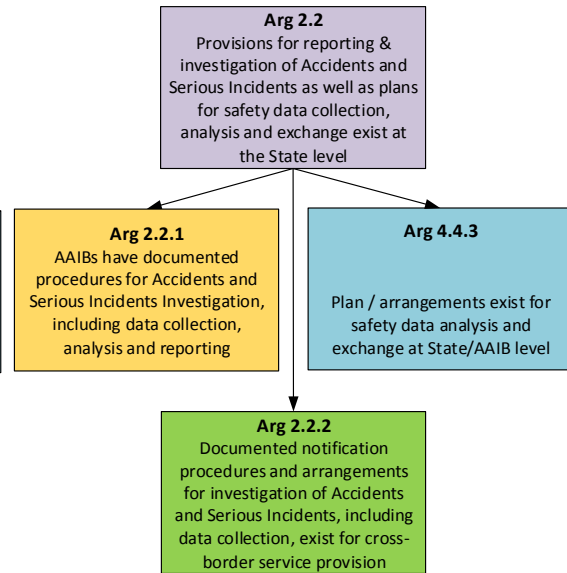 Arg 2.2
Provisions for reporting &
investigation of Accidents and
Serious Incidents as well as plans
for safety data collection,
analysis and exchange exist at
the State level
Arg 2.2.1
AAIBs have documented
procedures for Accidents and
Serious Incidents Investigation,
including data collection,
analysis and reporting
Arg 4.4.3
Plan / arrangements exist for
safety data analysis and
exchange at State/AAIB level
Arg 2.2.2
Documented notification
procedures and arrangements
for investigation of Accidents
and Serious Incidents, including
data collection, exist for cross-
border service provision